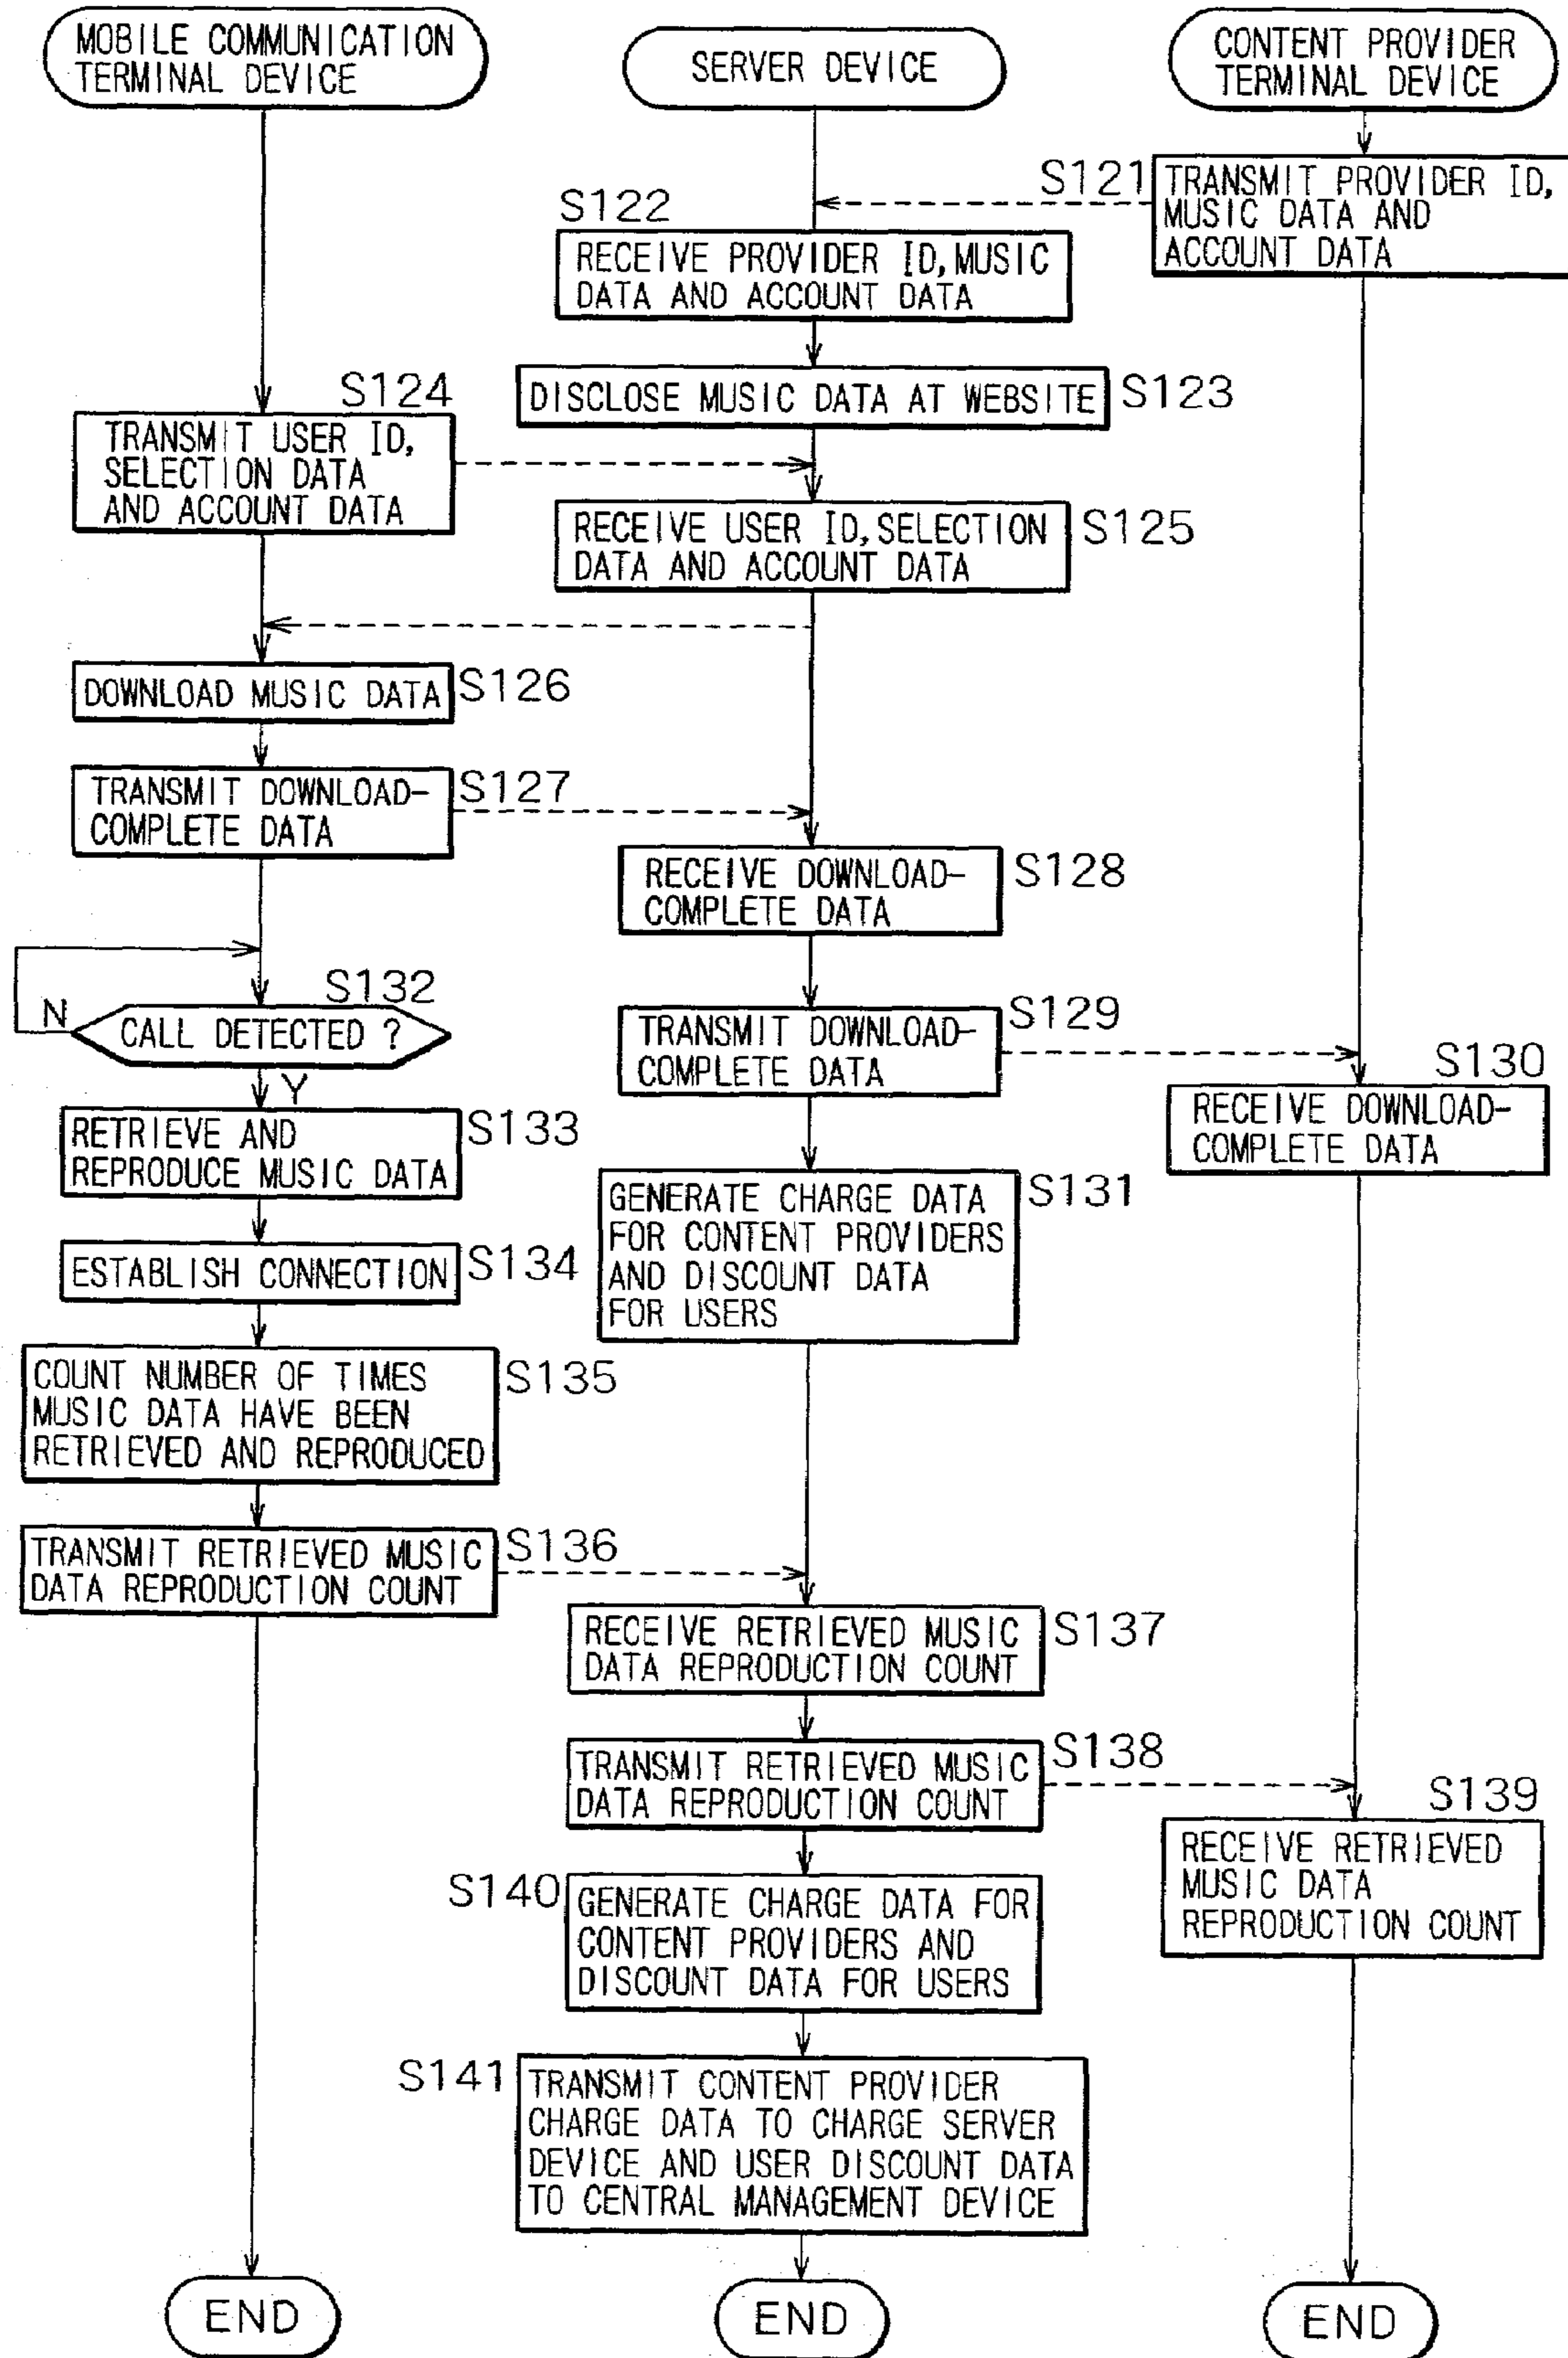 MOBILE COMMUNICATION
TERMINAL DEVICE
SERVER DEVICE
CONTENT PROVIDER
TERMINAL DEVICE
S121
TRANSMIT PROVIDER ID,
MUSIC DATA AND
ACCOUNT DATA
S122
RECEIVE PROVIDER ID, MUSIC
DATA AND ACCOUNT DATA
DISCLOSE MUSIC DATA AT WEBSITE
S123
S124
TRANSMIT USER ID,
SELECTION DATA
AND ACCOUNT DATA
RECEIVE USER ID, SELECTION
DATA AND ACCOUNT DATA
S125
DOWNLOAD MUSIC DATA
S126
TRANSMIT DOWNLOAD-
COMPLETE DATA
S127
RECEIVE DOWNLOAD-
COMPLETE DATA
S128
TRANSMIT DOWNLOAD-
COMPLETE DATA
S129
S130
RECEIVE DOWNLOAD-
COMPLETE DATA
GENERATE CHARGE DATA
FOR CONTENT PROVIDERS
AND DISCOUNT DATA
FOR USERS
S131
S132
N
CALL DETECTED ?
Y
RETRIEVE AND
REPRODUCE MUSIC DATA
S133
ESTABLISH CONNECTION
S134
COUNT NUMBER OF TIMES
MUSIC DATA HAVE BEEN
RETRIEVED AND REPRODUCED
S135
TRANSMIT RETRIEVED MUSIC
DATA REPRODUCTION COUNT
S136
RECEIVE RETRIEVED MUSIC
DATA REPRODUCTION COUNT
S137
TRANSMIT RETRIEVED MUSIC
DATA REPRODUCTION COUNT
S138
S139
RECEIVE RETRIEVED
MUSIC DATA
REPRODUCTION COUNT
S140
GENERATE CHARGE DATA FOR
CONTENT PROVIDERS AND
DISCOUNT DATA FOR USERS
S141
TRANSMIT CONTENT PROVIDER
CHARGE DATA TO CHARGE SERVER
DEVICE AND USER DISCOUNT DATA
TO CENTRAL MANAGEMENT DEVICE
END
END
END